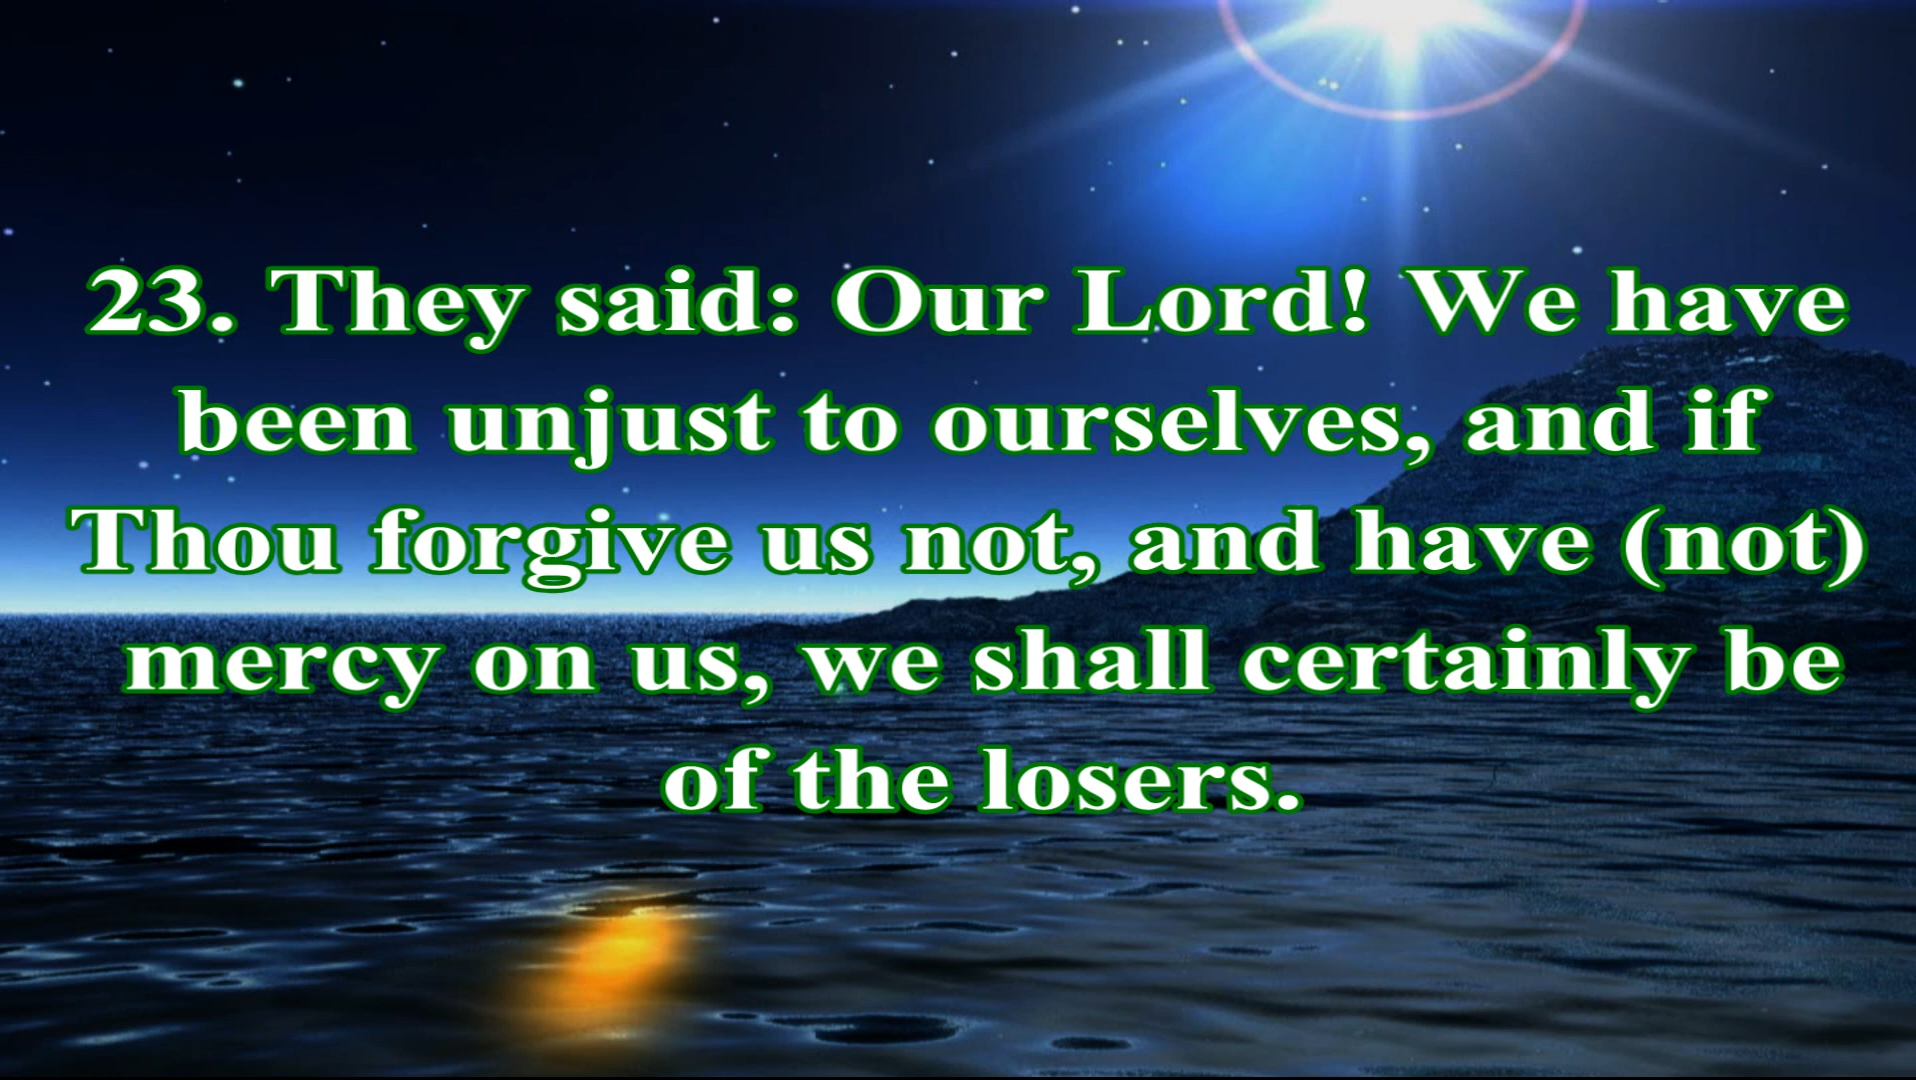 23. They said: Our Lord! We have
been unjust to ourselves, and if
Thou forgive us not, and have (not)
mercy on us, we shall certainly be
of the losers.